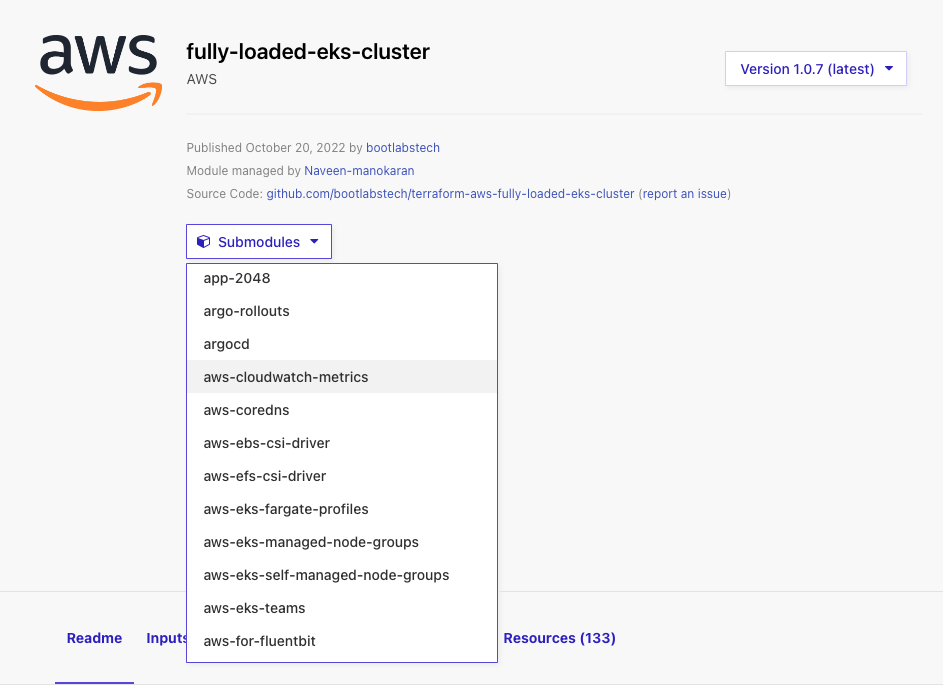 aws
fully-loaded-eks-cluster
AWS
Version 1.0.7 (latest)
Published October 20, 2022 by bootlabstech
Module managed by Naveen-manokaran
Source Code: github.com/bootlabstech/terraform-aws-fully-loaded-eks-cluster (report an issue)
Submodules
app-2048
argo-rollouts
argocd
aws-cloudwatch-metrics
aws-coredns
aws-ebs-csi-driver
aws-efs-csi-driver
aws-eks-fargate-profiles
aws-eks-managed-node-groups
aws-eks-self-managed-node-groups
aws-eks-teams
aws-for-fluentbit
Readme Inputs Resources (133)